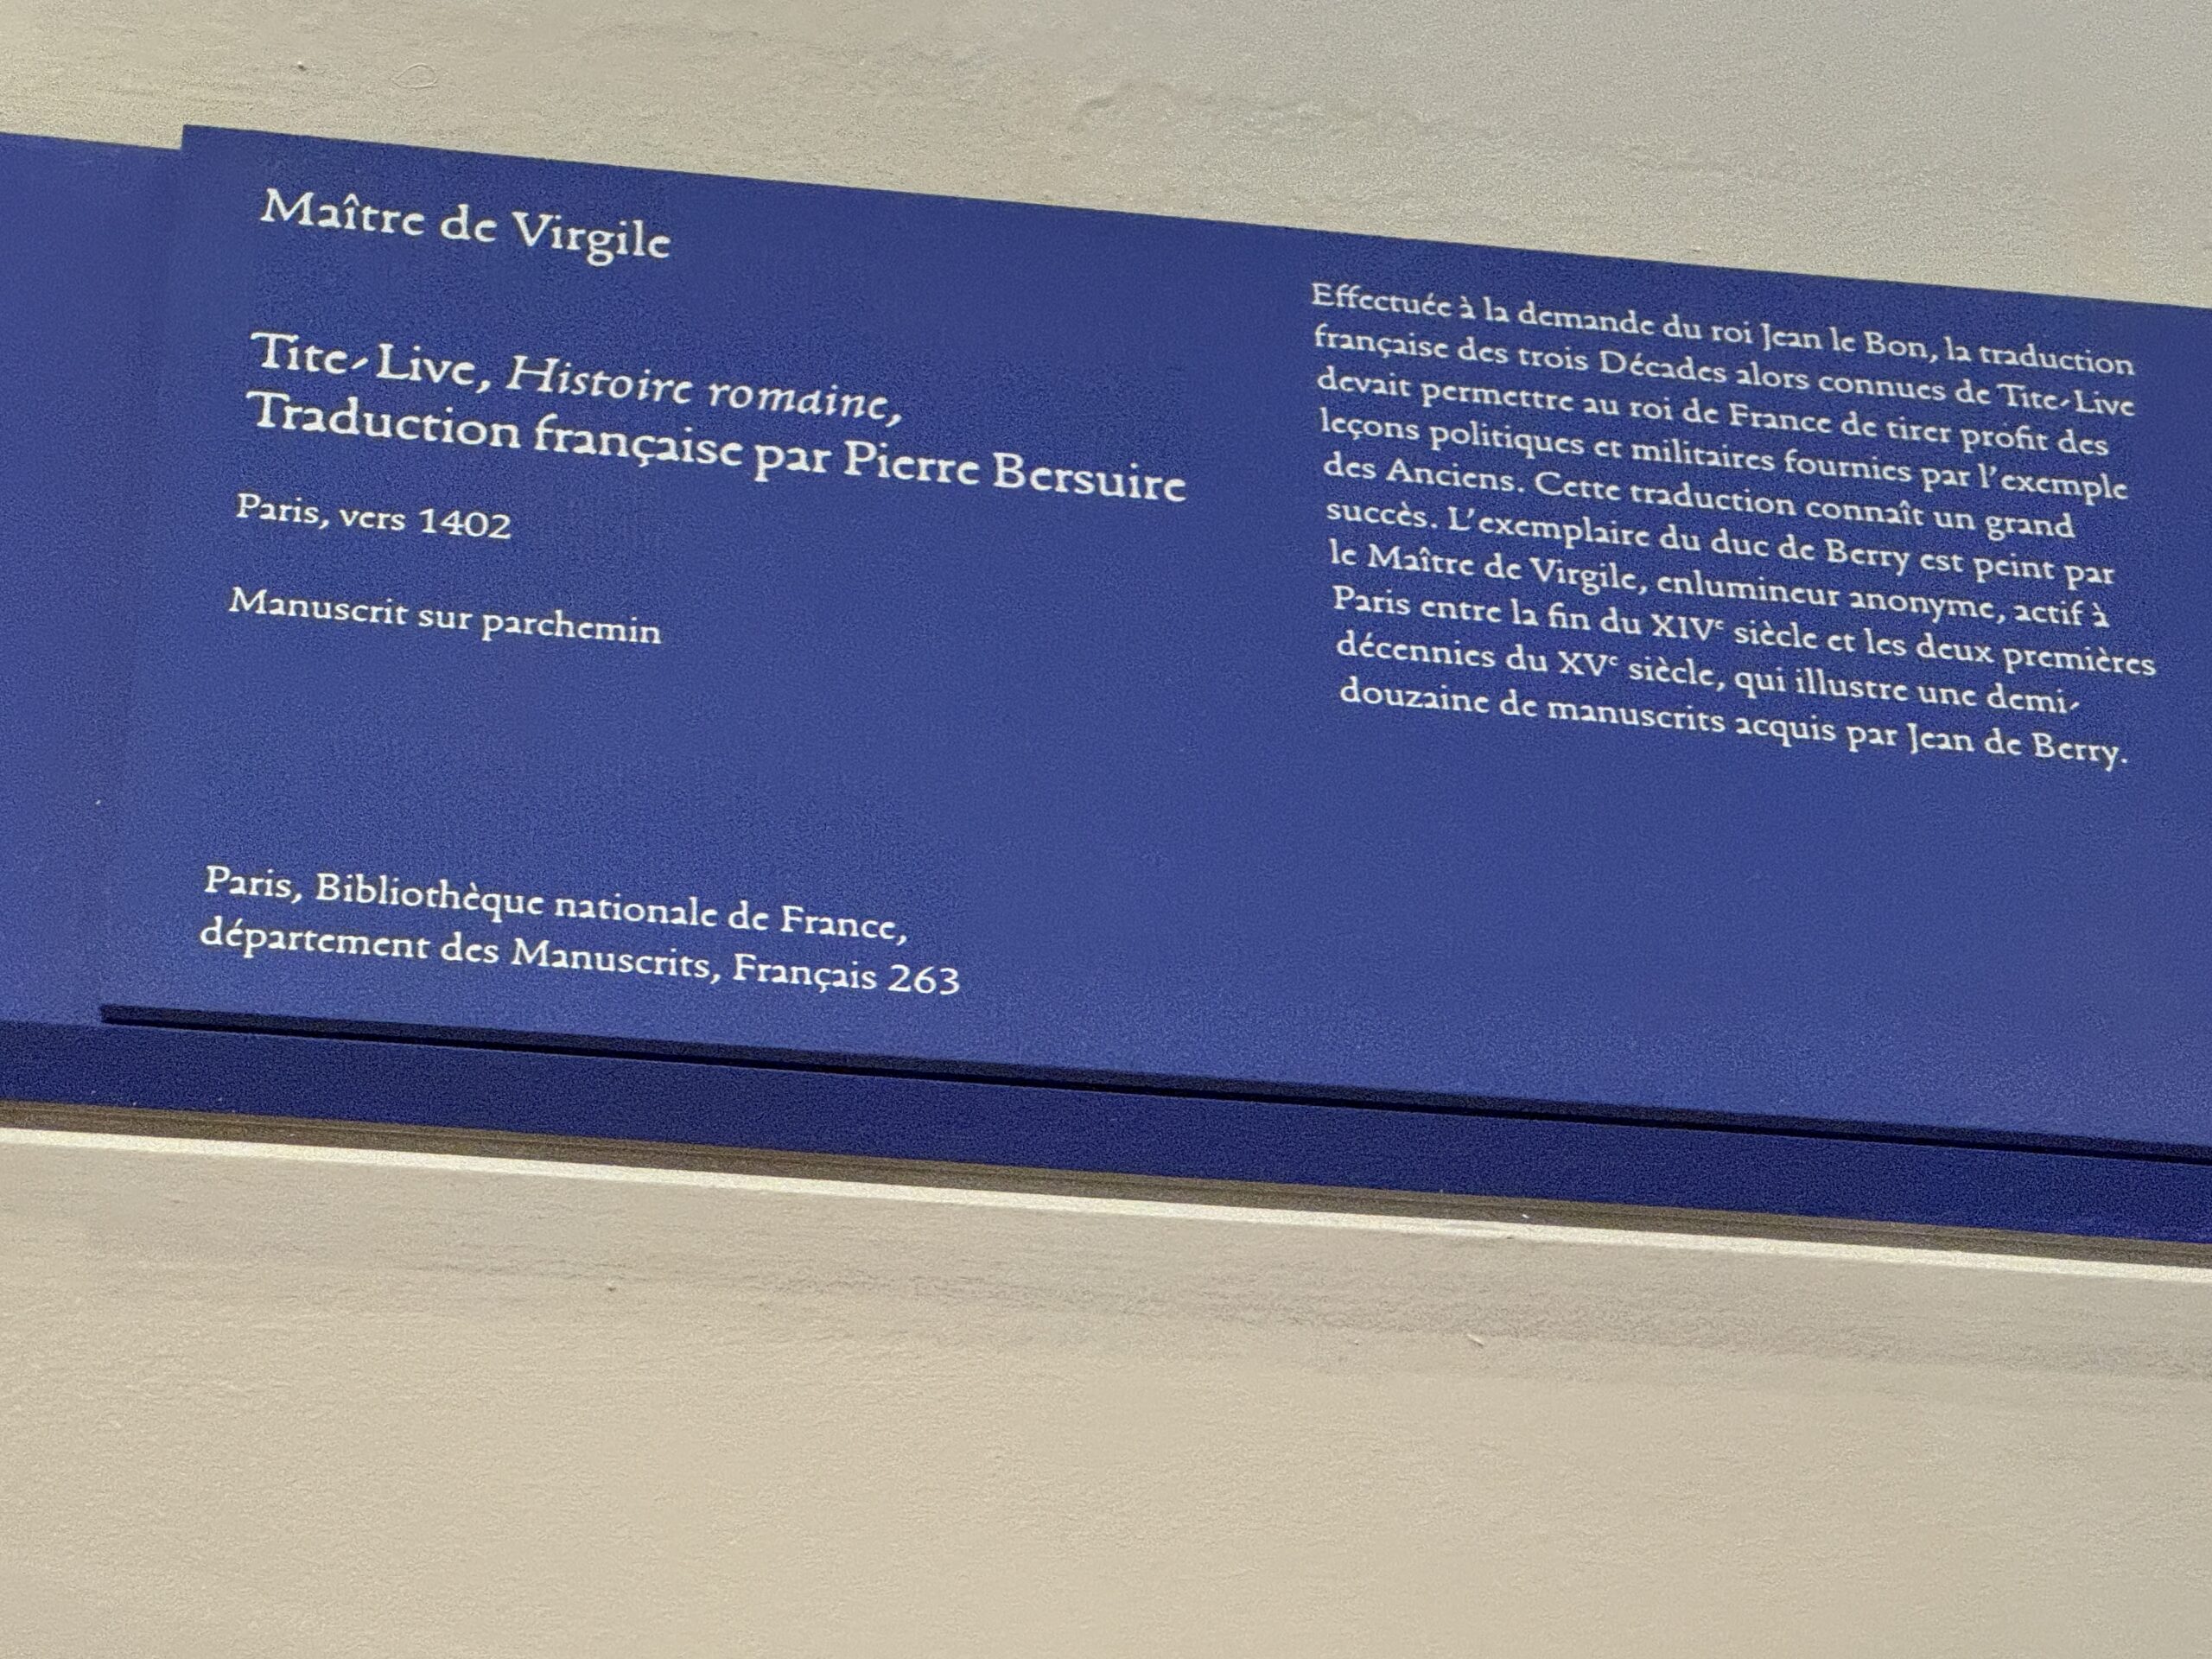 Maître de Virgile
Tite-Live, Histoire romaine,
Traduction française par Pierre Bersuire
Paris, vers 1402
Manuscrit sur parchemin
Paris, Bibliothèque nationale de France,
département des Manuscrits, Français 263
Effectuée à la demande du roi Jean le Bon, la traduction
française des trois Décades alors connues de Tite-Live
devait permettre au roi de France de tirer profit des
leçons politiques et militaires fournies par l'exemple
des Anciens. Cette traduction connaît un grand
succès. L'exemplaire du duc de Berry est peint par
le Maître de Virgile, enlumineur anonyme, actif à
Paris entre la fin du XIVe siècle et les deux premières
décennies du XVe siècle, qui illustre une demi-
douzaine de manuscrits acquis par Jean de Berry.